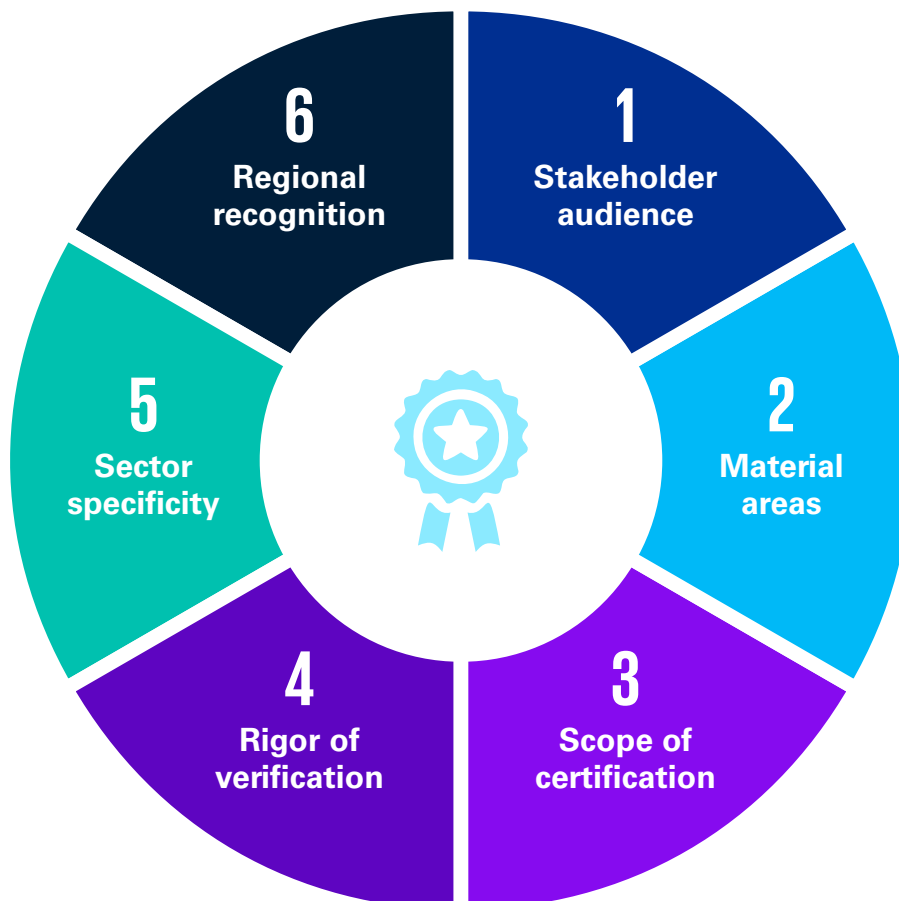 1
Stakeholder
audience
2
Material
areas
3
Scope of
certification
4
Rigor of
verification
5
Sector
specificity
6
Regional
recognition